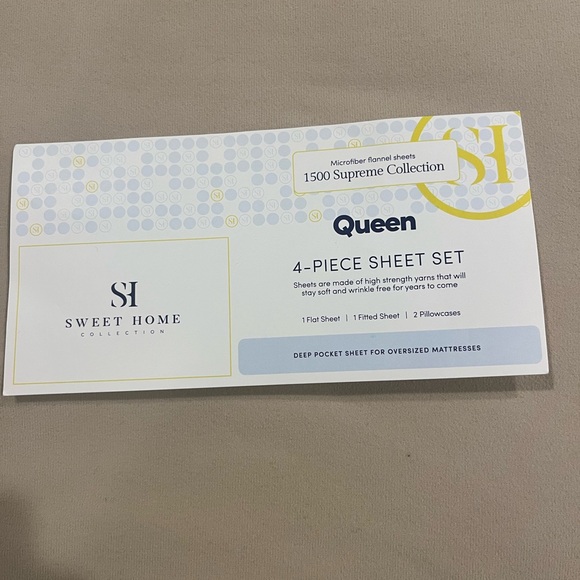 Microfiber flannel sheets
1500 Supreme Collection
SH
Queen
4-PIECE SHEET SET
Sheets are made of high strength yarns that will
stay soft and wrinkle free for years to come
1 Flat Sheet | 1 Fitted Sheet | 2 Pillowcases
DEEP POCKET SHEET FOR OVERSIZED MATTRESSES
SH
SWEET HOME
COLLECTION